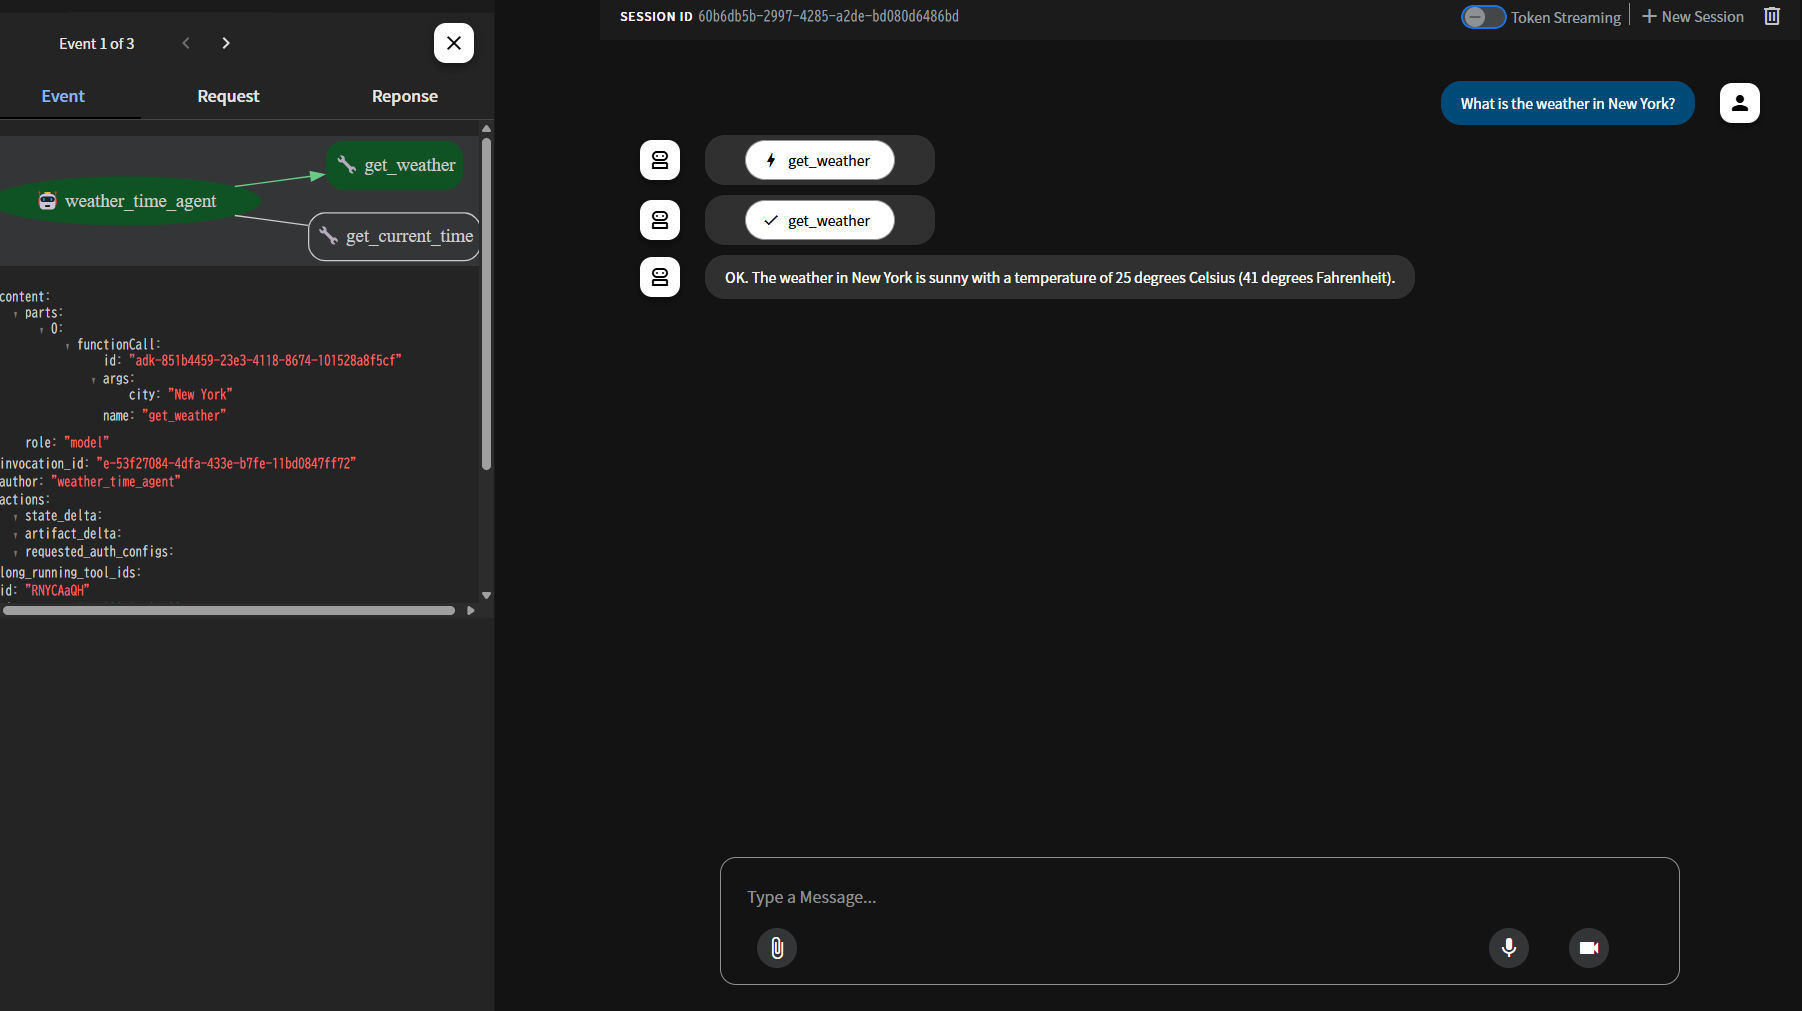 Event 1 of 3
Event Request Reponse
get_weather
weather_time_agent
get_current_time
content:
parts:
0:
functionCall:
id: "adk-851b4459-23e3-4118-8674-101528a8f5cf"
args:
city: "New York"
name: "get_weather"
role: "model"
invocation_id: "e-53f27084-4dfa-433e-b7fe-11bd0847ff72"
author: "weather_time_agent"
actions:
state_delta:
artifact_delta:
requested_auth_configs:
long_running_tool_ids:
id: "RNYCAaQH"
SESSION ID 60b6db5b-2997-4285-a2de-bd080d6486bd
Token Streaming
New Session
What is the weather in New York?
get_weather
get_weather
OK. The weather in New York is sunny with a temperature of 25 degrees Celsius (41 degrees Fahrenheit).
Type a Message...